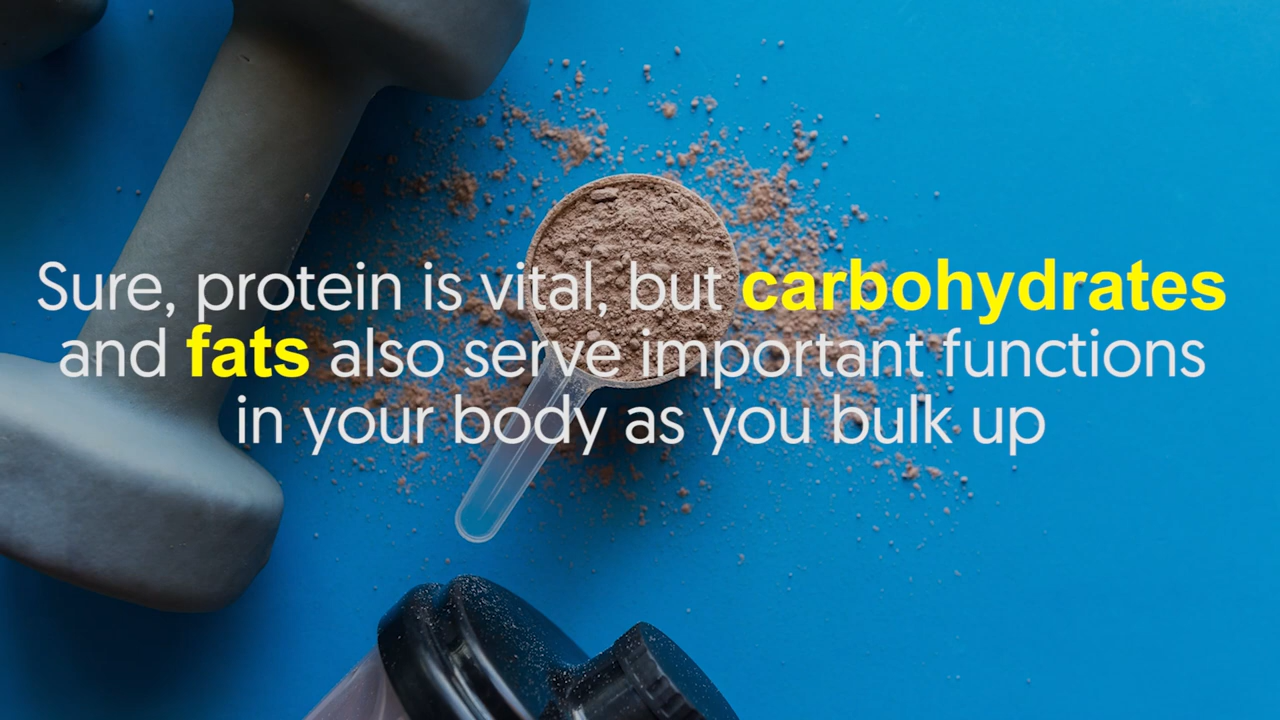 Sure, protein is vital, but carbohydrates
and fats also serve important functions
in your body as you bulk up